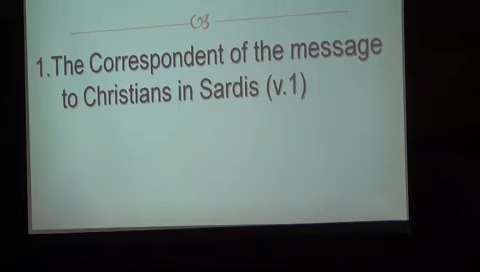 1.The Correspondent of the message
to Christians in Sardis (v.1)